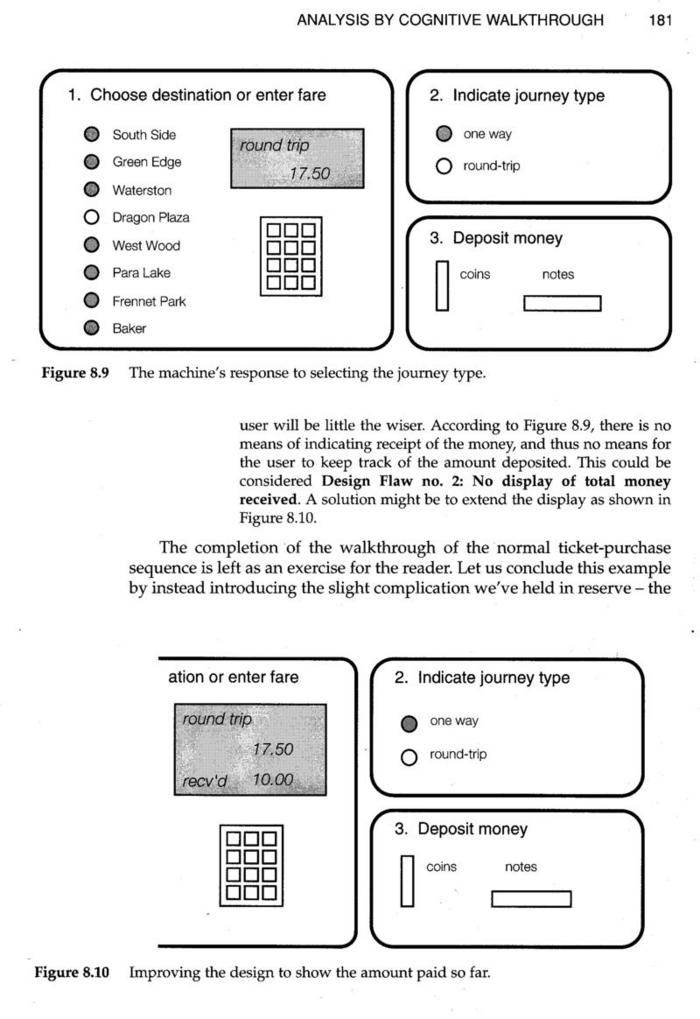 ANALYSIS BY COGNITIVE WALKTHROUGH 181
1. Choose destination or enter fare
South Side
Green Edge
Waterston
Dragon Plaza
West Wood
Para Lake
Frennet Park
Baker
round trip
17.50
2. Indicate journey type
one way
round-trip
3. Deposit money
coins notes
Figure 8.9 The machine's response to selecting the journey type.
user will be little the wiser. According to Figure 8.9, there is no
means of indicating receipt of the money, and thus no means for
the user to keep track of the amount deposited. This could be
considered Design Flaw no. 2: No display of total money
received. A solution might be to extend the display as shown in
Figure 8.10.
The completion of the walkthrough of the normal ticket-purchase
sequence is left as an exercise for the reader. Let us conclude this example
by instead introducing the slight complication we've held in reserve – the
ation or enter fare
round trip
17.50
recv'd 10.00
2. Indicate journey type
one way
round-trip
3. Deposit money
coins notes
Figure 8.10 Improving the design to show the amount paid so far.